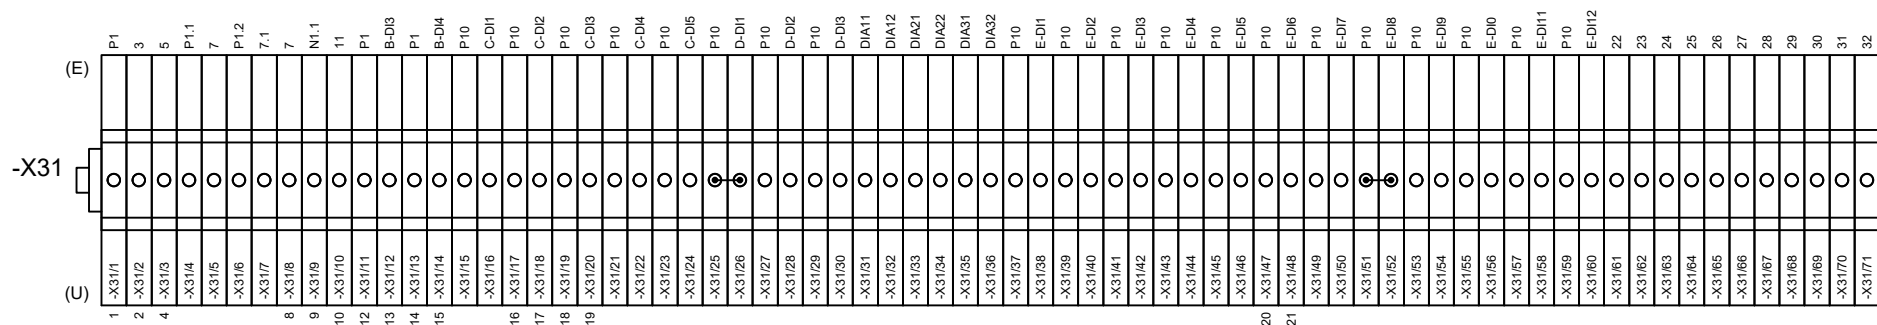 P1 3 5 P1.1 7 P1.2 7.1 7 N1.1 11 P1 B-DI3 P1 B-DI4 P10 C-DI1 P10 C-DI2 P10 C-DI3 P10 C-DI4 P10 C-DI5 P10 D-DI1 P10 D-DI2 P10 D-DI3 DIA11 DIA12 DIA21 DIA22 DIA31 DIA32 P10 E-DI1 P10 E-DI2 P10 E-DI3 P10 E-DI4 P10 E-DI5 P10 E-DI6 P10 E-DI7 P10 E-DI8 P10 E-DI9 P10 E-DI0 P10 E-DI11 P10 E-DI12 22 23 24 25 26 27 28 29 30 31 32
(E)
-X31
-X31/1 -X31/2 -X31/3 -X31/4 -X31/5 -X31/6 -X31/7 -X31/8 -X31/9 -X31/10 -X31/11 -X31/12 -X31/13 -X31/14 -X31/15 -X31/16 -X31/17 -X31/18 -X31/19 -X31/20 -X31/21 -X31/22 -X31/23 -X31/24 -X31/25 -X31/26 -X31/27 -X31/28 -X31/29 -X31/30 -X31/31 -X31/32 -X31/33 -X31/34 -X31/35 -X31/36 -X31/37 -X31/38 -X31/39 -X31/40 -X31/41 -X31/42 -X31/43 -X31/44 -X31/45 -X31/46 -X31/47 -X31/48 -X31/49 -X31/50 -X31/51 -X31/52 -X31/53 -X31/54 -X31/55 -X31/56 -X31/57 -X31/58 -X31/59 -X31/60 -X31/61 -X31/62 -X31/63 -X31/64 -X31/65 -X31/66 -X31/67 -X31/68 -X31/69 -X31/70 -X31/71
(U)
1 2 4 8 9 10 12 13 14 15 16 17 18 19 20 21